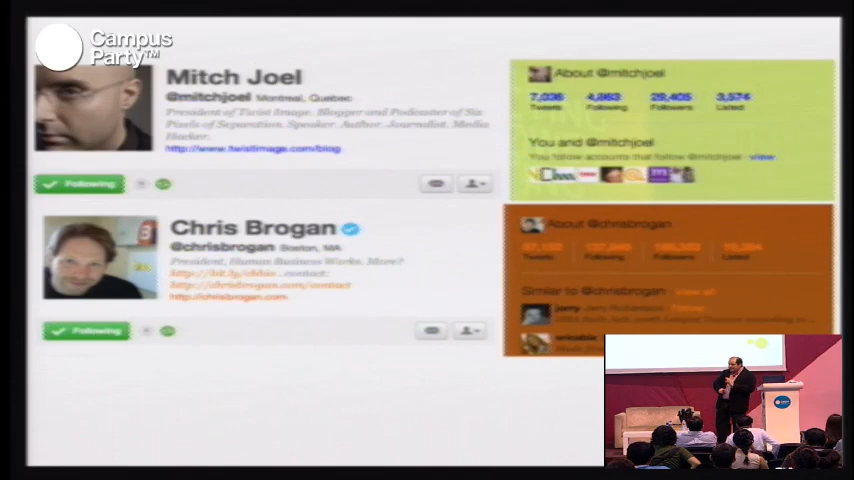 Campus
Party™
Mitch Joel
@mitchjoel Montreal, Quebec
President of Twist Image. Blogger and Podcaster of Six
Pixels of Separation. Speaker. Author. Journalist. Media
Hacker.
http://www.twistimage.com/blog
Following
About @mitchjoel
7,036 4,863 29,405 3,574
Tweets Following Followers Listed
You and @mitchjoel
You follow accounts that follow @mitchjoel · view
Chris Brogan
@chrisbrogan Boston, MA
President, Human Business Works. More?
contact:
http://chrisbrogan.com/contact
http://chrisbrogan.com
Following
About @chrisbrogan
Tweets Following Followers Listed
Similar to @chrisbrogan · view all
jerry